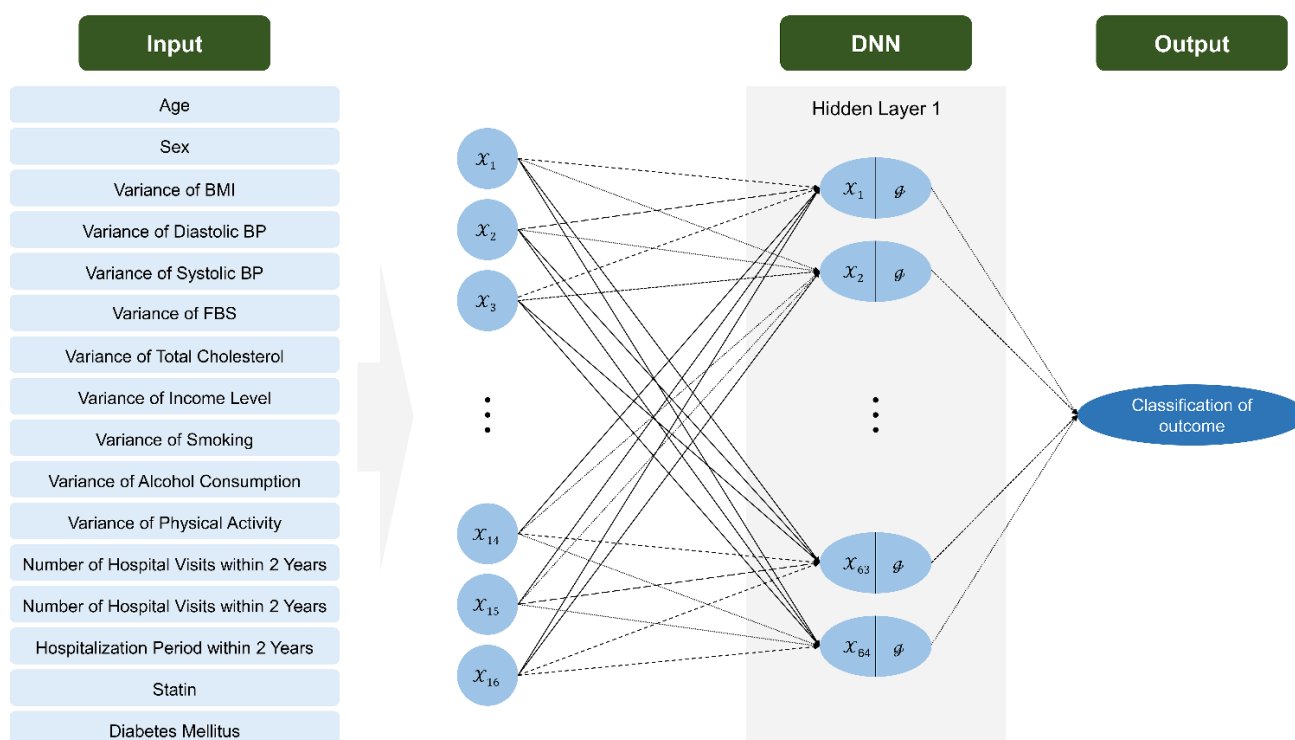 Input
DNN
Output
Age
Sex
Variance of BMI
Variance of Diastolic BP
Variance of Systolic BP
Variance of FBS
Variance of Total Cholesterol
Variance of Income Level
Variance of Smoking
Variance of Alcohol Consumption
Variance of Physical Activity
Number of Hospital Visits within 2 Years
Number of Hospital Visits within 2 Years
Hospitalization Period within 2 Years
Statin
Diabetes Mellitus
x₁
x₂
x₃
x₁₄
x₁₅
x₁₆
Hidden Layer 1
x₁ g
x₂ g
x₆₃ g
x₆₄ g
Classification of
outcome